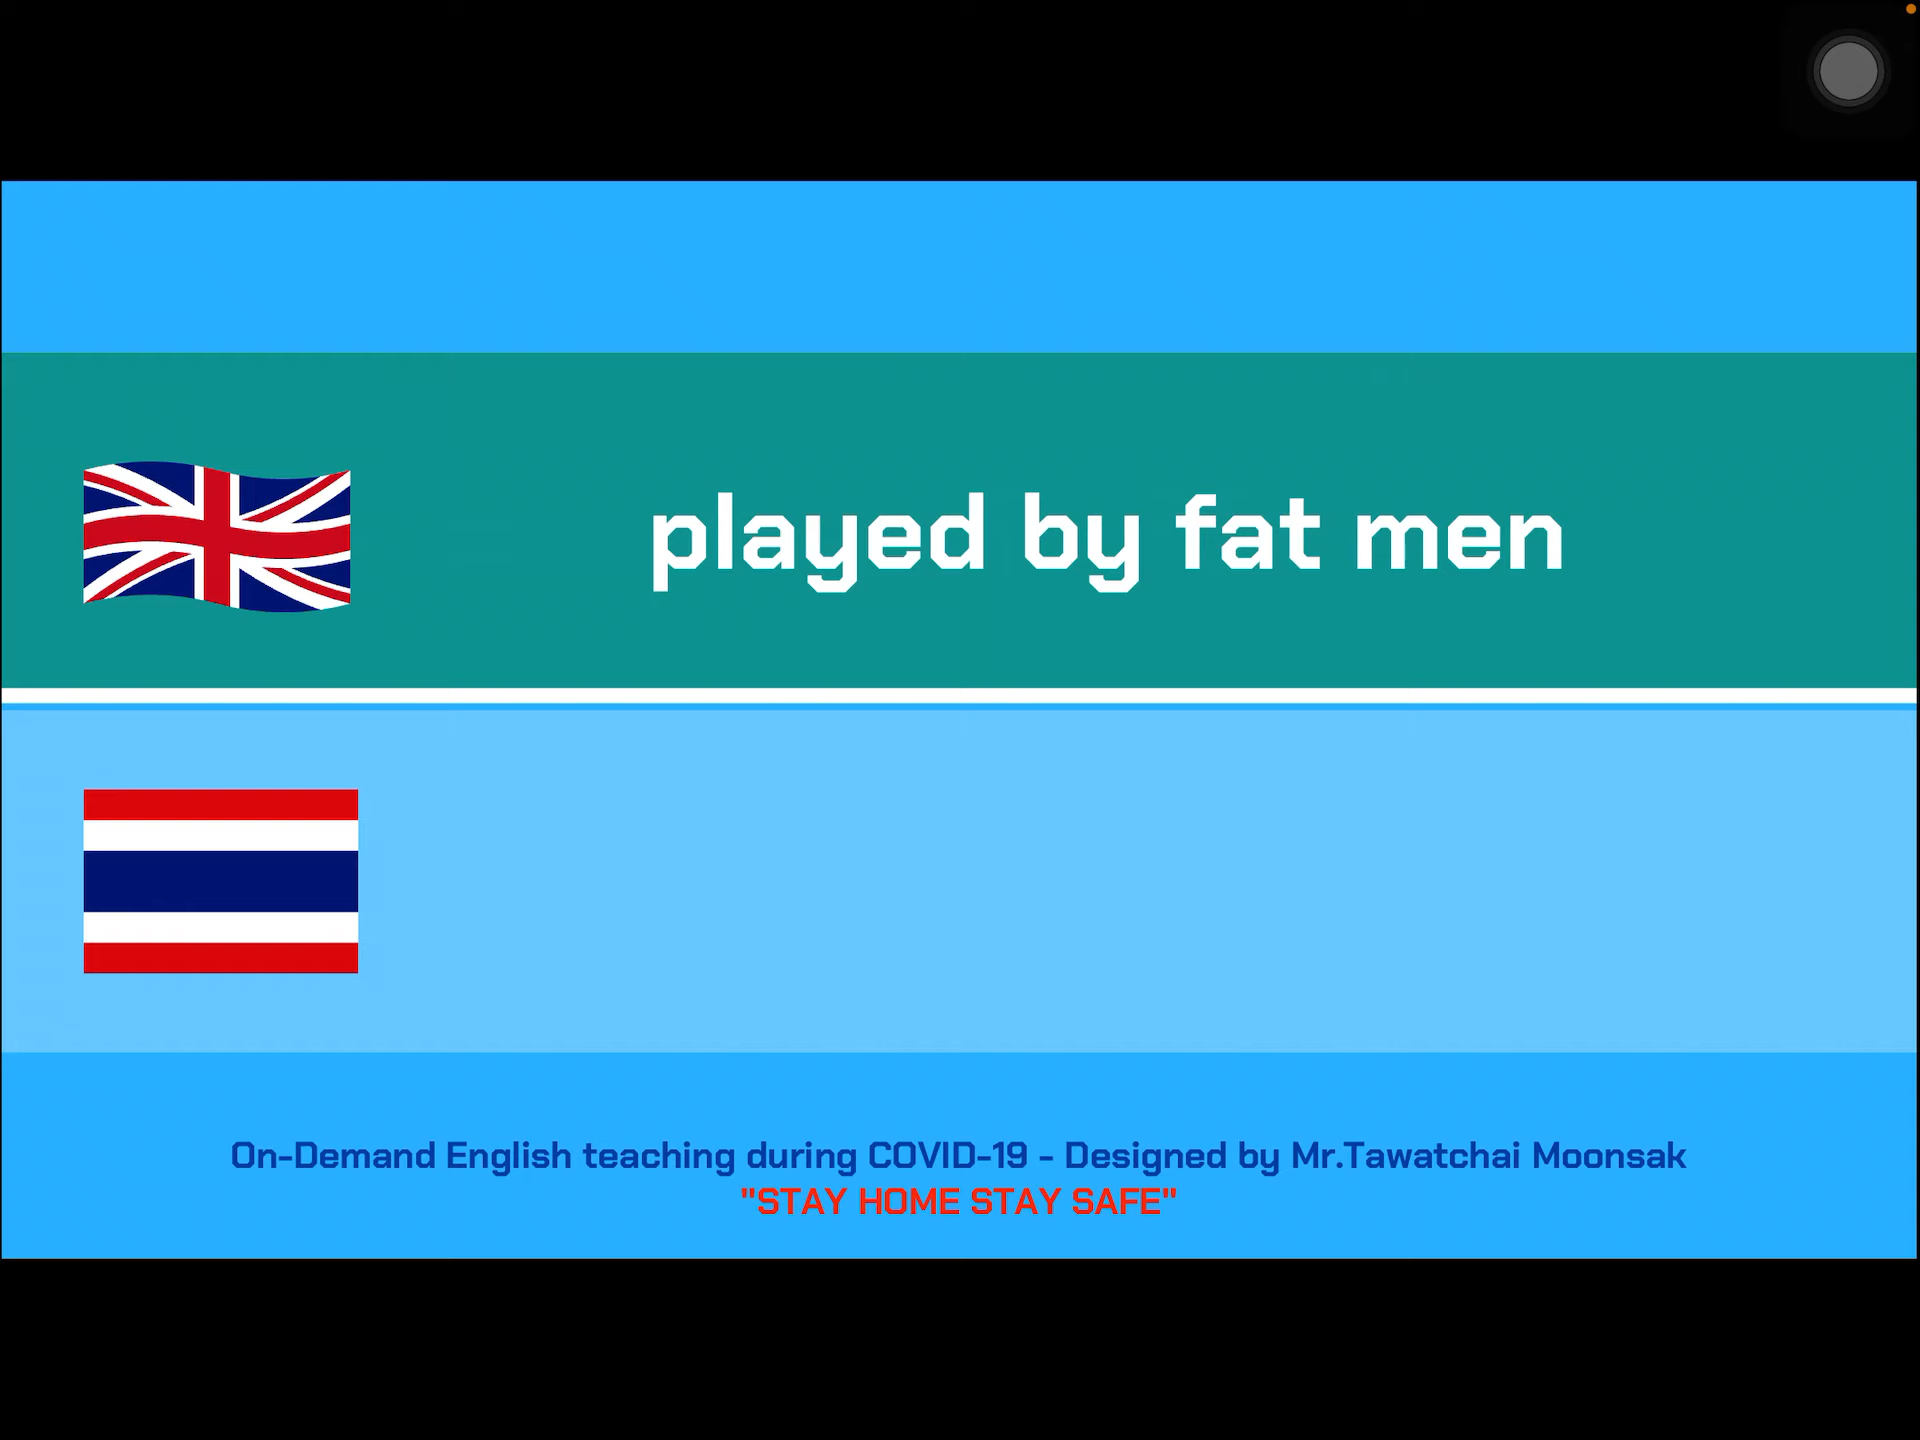 played by fat men
On-Demand English teaching during COVID-19 - Designed by Mr.Tawatchai Moonsak
"STAY HOME STAY SAFE"